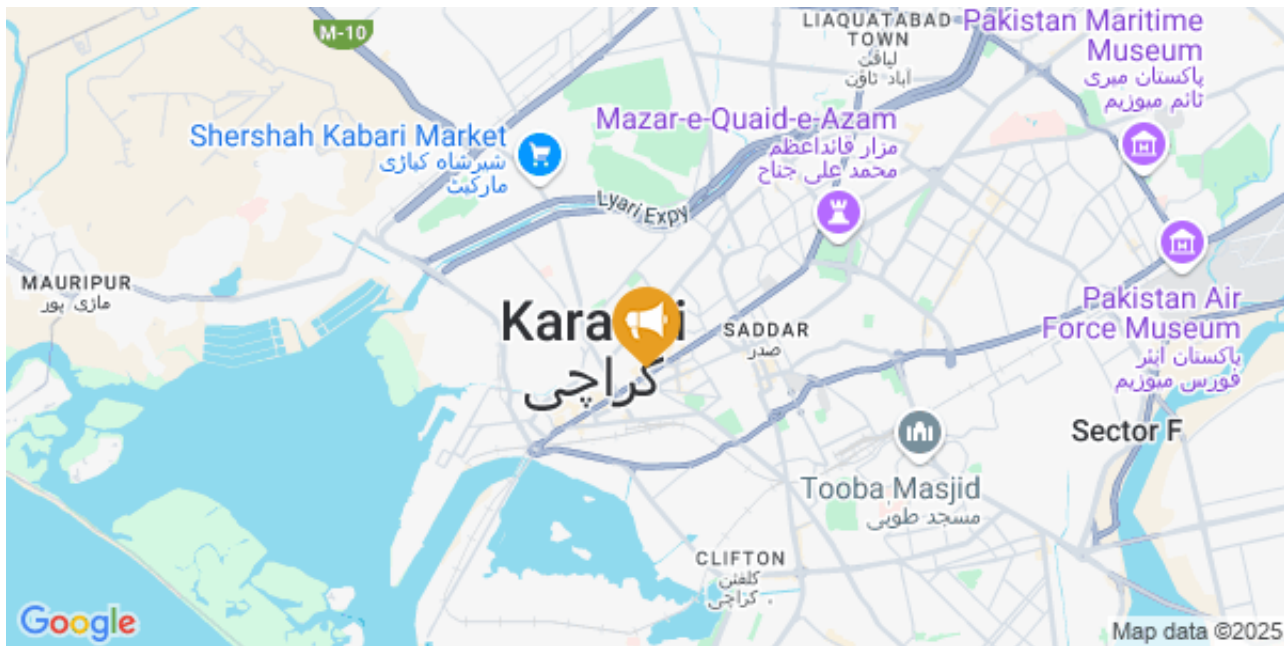 M-10
LIAQUATABAD
TOWN
لیاقت
آباد ٹاؤن
Pakistan Maritime
Museum
پاکستان میری
ٹائم میوزیم
Shershah Kabari Market
شیرشاہ کباڑی
مارکیٹ
Mazar-e-Quaid-e-Azam
مزار قائداعظم
محمد علی جناح
Lyari Expy
MAURIPUR
ماڑی پور
Kara
i
کراچی
SADDAR
صدر
Pakistan Air
Force Museum
پاکستان ایئر
فورس میوزیم
Sector F
Tooba Masjid
مسجد طوبی
CLIFTON
کلفٹن
کراچی
Google
Map data ©2025